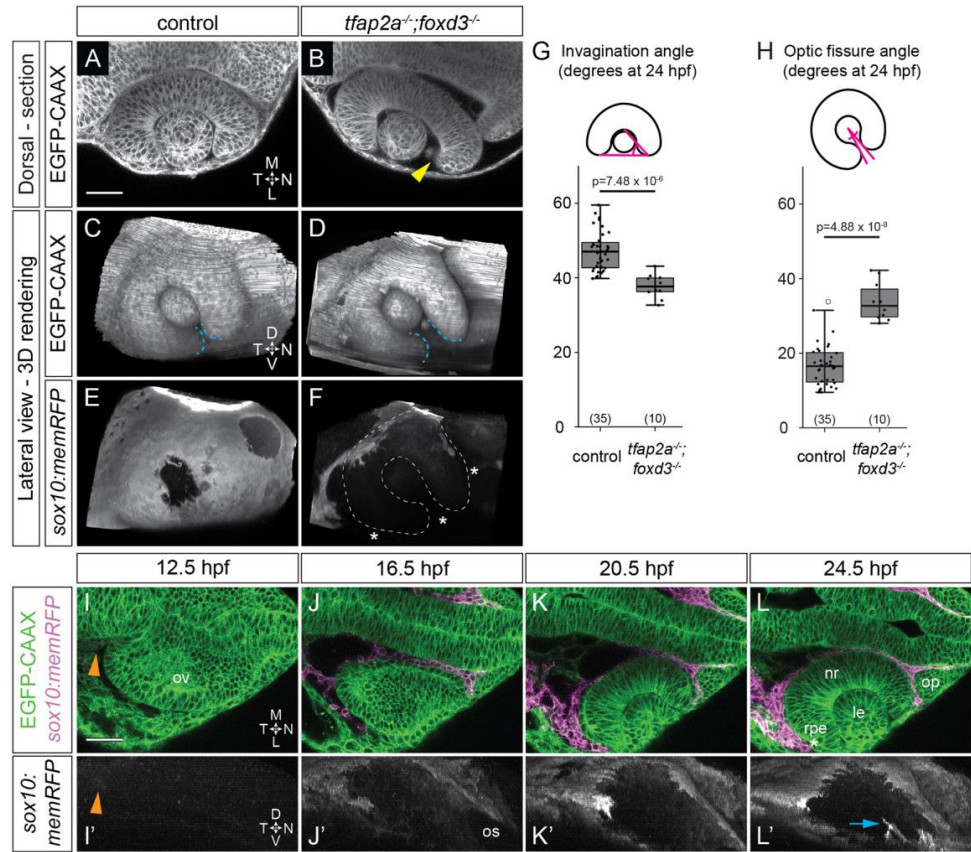 control
tfap2a-/-;foxd3-/-
Dorsal - section
EGFP-CAAX
A
M
T N
L
B
Lateral view - 3D rendering
EGFP-CAAX
C
D
T N
V
D
sox10:memRFP
E
F
*
*
*
G Invagination angle
(degrees at 24 hpf)
p=7.48 x 10-6
60
40
20
0
(35)
(10)
control tfap2a-/-;
foxd3-/-
H Optic fissure angle
(degrees at 24 hpf)
p=4.88 x 10-8
60
40
20
0
(35)
(10)
control tfap2a-/-;
foxd3-/-
12.5 hpf
16.5 hpf
20.5 hpf
24.5 hpf
EGFP-CAAX
sox10:memRFP
I
ov
M
T N
L
J
K
L
nr
op
le
rpe
*
sox10:
memRFP
I'
D
T N
V
J'
os
K'
L'